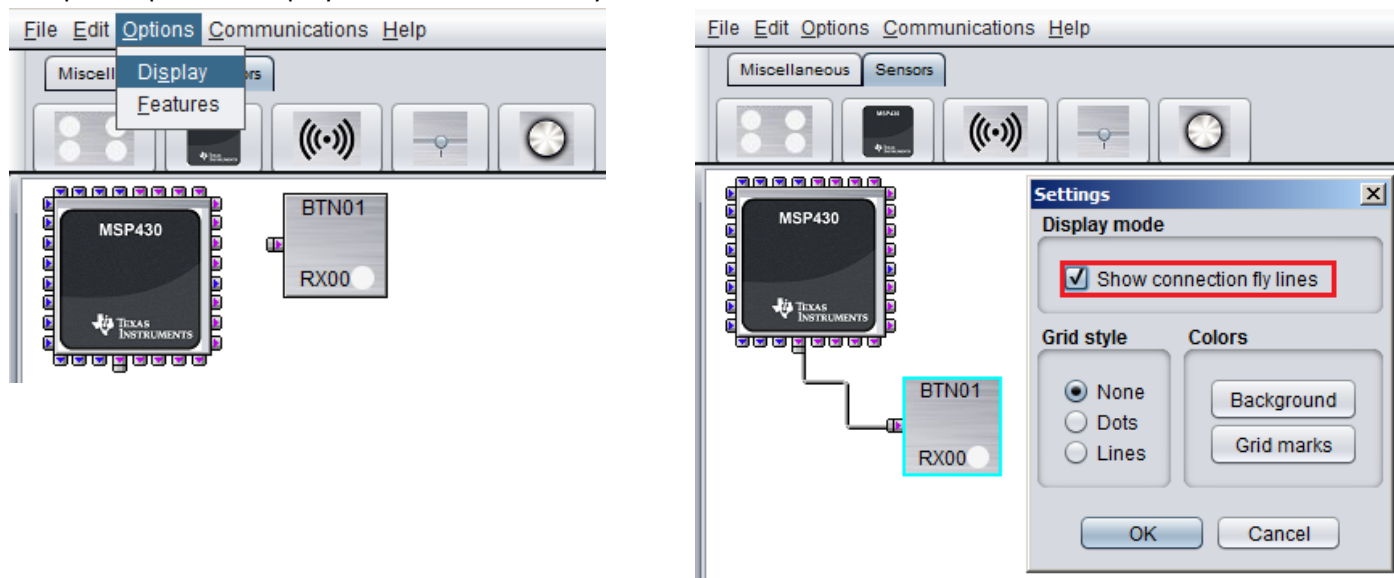 File Edit Options Communications Help
Display
Features
Miscell
rs
MSP430
TEXAS
INSTRUMENTS
BTN01
RX00
File Edit Options Communications Help
Miscellaneous Sensors
MSP430
TEXAS
INSTRUMENTS
BTN01
RX00
Settings
Display mode
Show connection fly lines
Grid style Colors
None
Dots
Lines
Background
Grid marks
OK Cancel